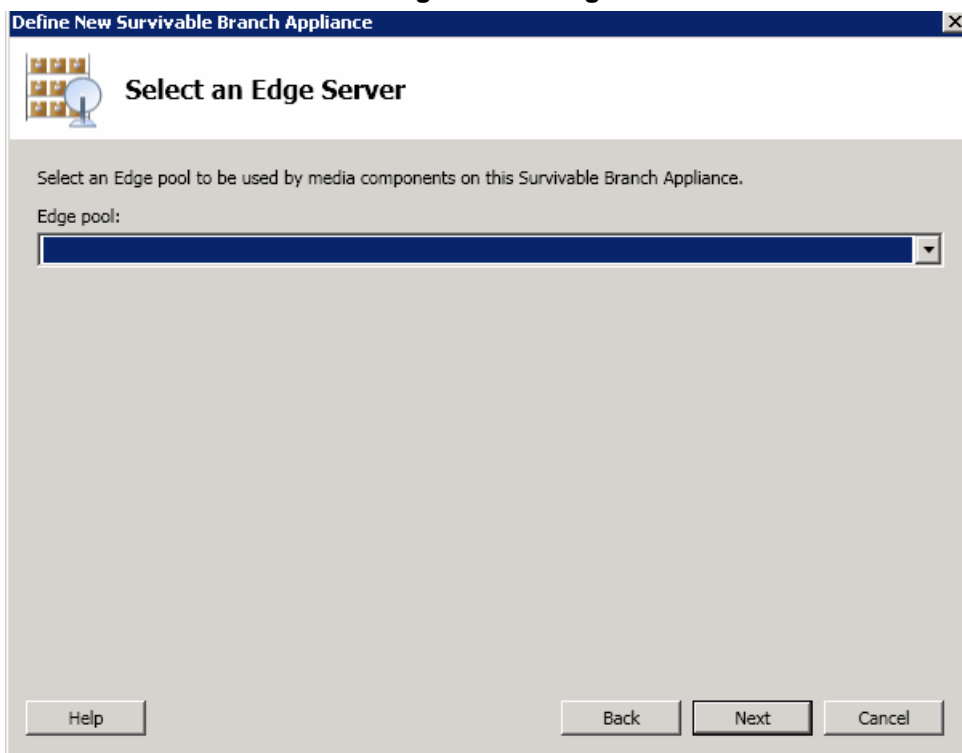 Define New Survivable Branch Appliance
Select an Edge Server
Select an Edge pool to be used by media components on this Survivable Branch Appliance.
Edge pool:
Help
Back
Next
Cancel